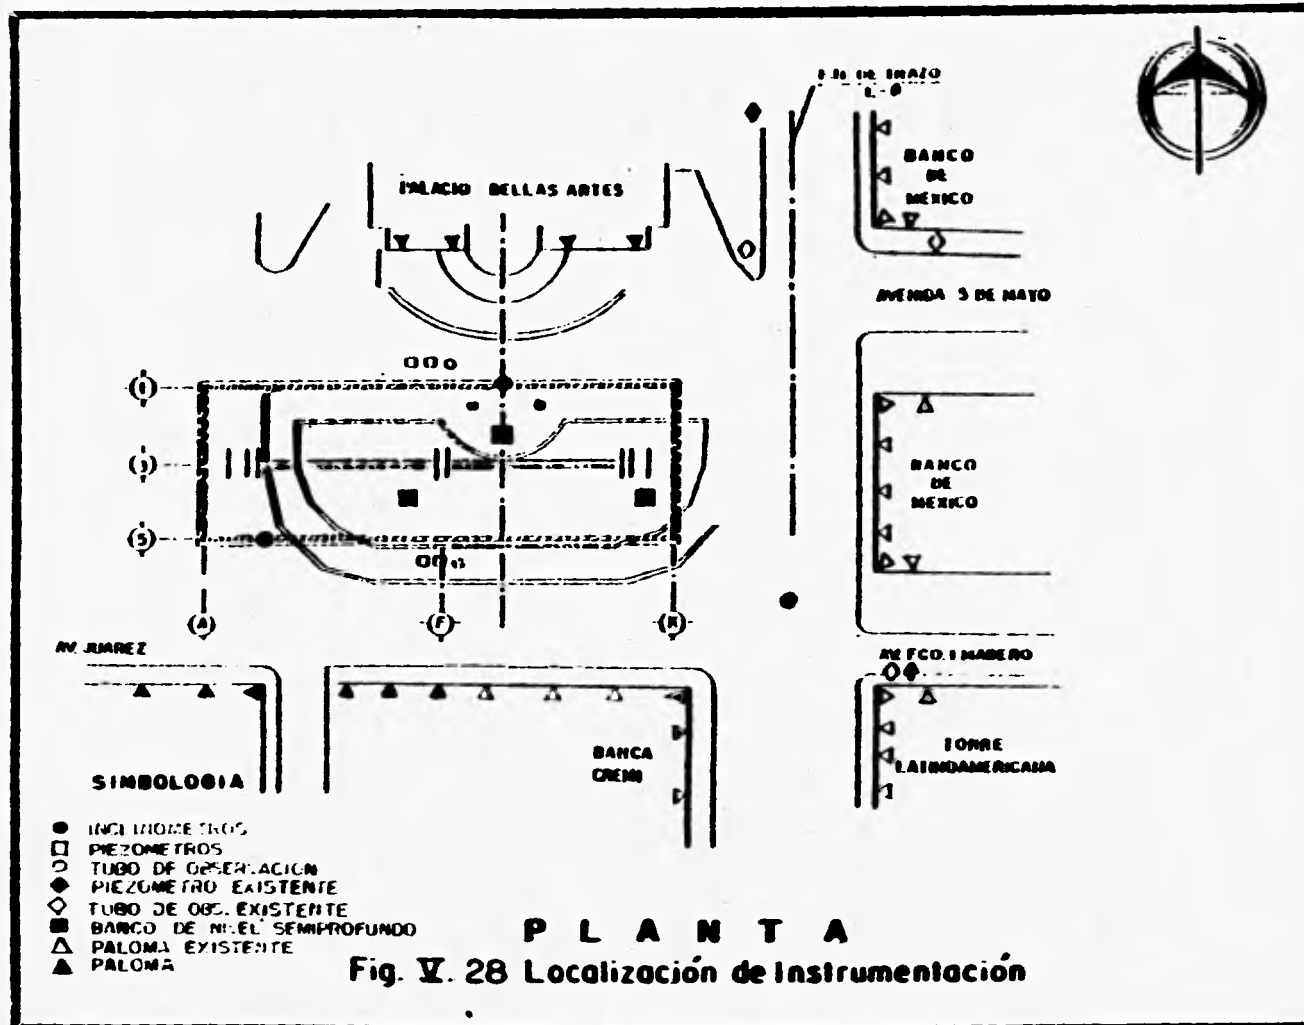 PALACIO BELLAS ARTES
BANCO
DE
MEXICO
AVENIDA 5 DE MAYO
BANCO
DE
MEXICO
A
F
AV. JUAREZ
AV. FCO. I MADERO
BANCA
CREMI
TORRE
LATINOAMERICANA
SIMBOLOGIA
INCLINOMETROS
PIEZOMETROS
TUBO DE OBSERVACION
PIEZOMETRO EXISTENTE
TUBO DE OBS. EXISTENTE
BANCO DE NIVEL SEMIPROFUNDO
PALOMA EXISTENTE
PALOMA
PLANTA
Fig. V. 28 Localización de Instrumentación